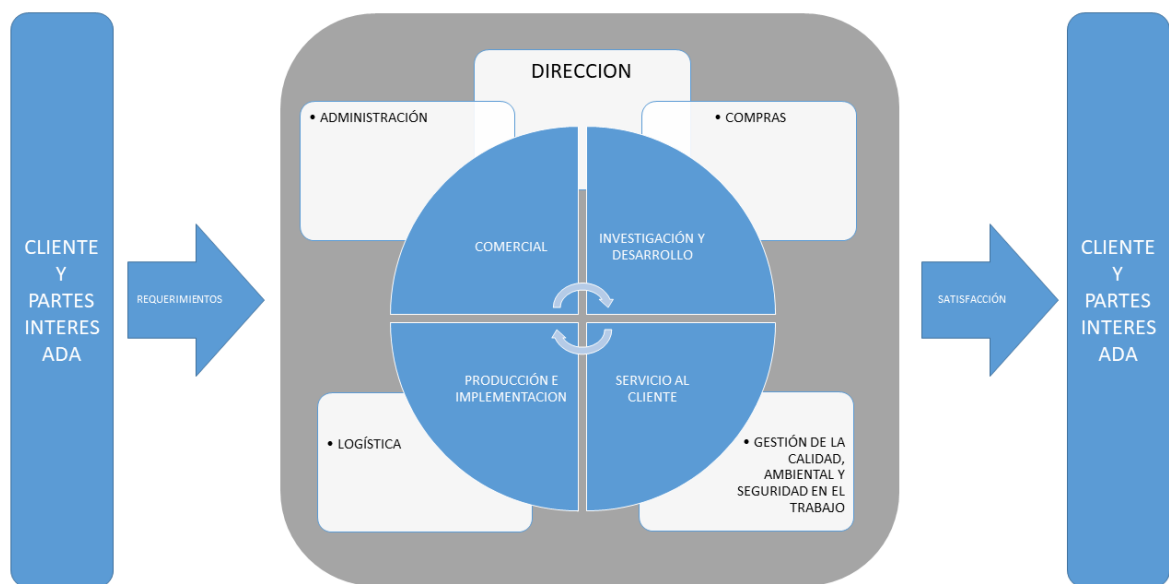 CLIENTE
Y
PARTES
INTERES
ADA
REQUERIMIENTOS
DIRECCION
• ADMINISTRACIÓN
• COMPRAS
COMERCIAL
INVESTIGACIÓN Y
DESARROLLO
PRODUCCIÓN E
IMPLEMENTACION
SERVICIO AL
CLIENTE
• LOGÍSTICA
• GESTIÓN DE LA
CALIDAD,
AMBIENTAL Y
SEGURIDAD EN EL
TRABAJO
SATISFACCIÓN
CLIENTE
Y
PARTES
INTERES
ADA